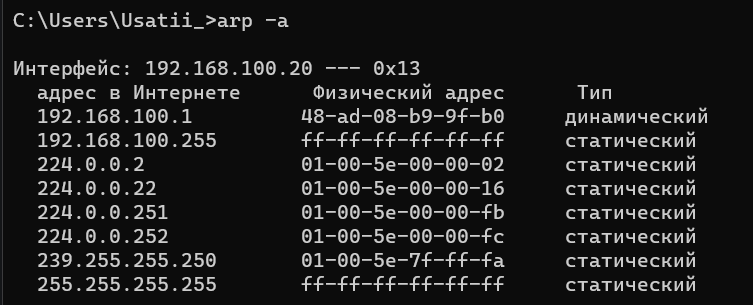 C:\Users\Usatii_>arp -a
Интерфейс: 192.168.100.20 --- 0x13
адрес в Интернете Физический адрес Тип
192.168.100.1 48-ad-08-b9-9f-b0 динамический
192.168.100.255 ff-ff-ff-ff-ff-ff статический
224.0.0.2 01-00-5e-00-00-02 статический
224.0.0.22 01-00-5e-00-00-16 статический
224.0.0.251 01-00-5e-00-00-fb статический
224.0.0.252 01-00-5e-00-00-fc статический
239.255.255.250 01-00-5e-7f-ff-fa статический
255.255.255.255 ff-ff-ff-ff-ff-ff статический